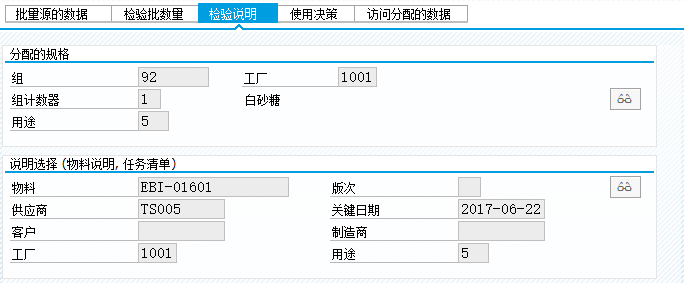 批量源的数据 检验批数量 检验说明 使用决策 访问分配的数据
分配的规格
组 92 工厂 1001
组计数器 1 白砂糖
用途 5
说明选择 (物料说明, 任务清单)
物料 EBI-01601 版次
供应商 TS005 关键日期 2017-06-22
客户 制造商
工厂 1001 用途 5